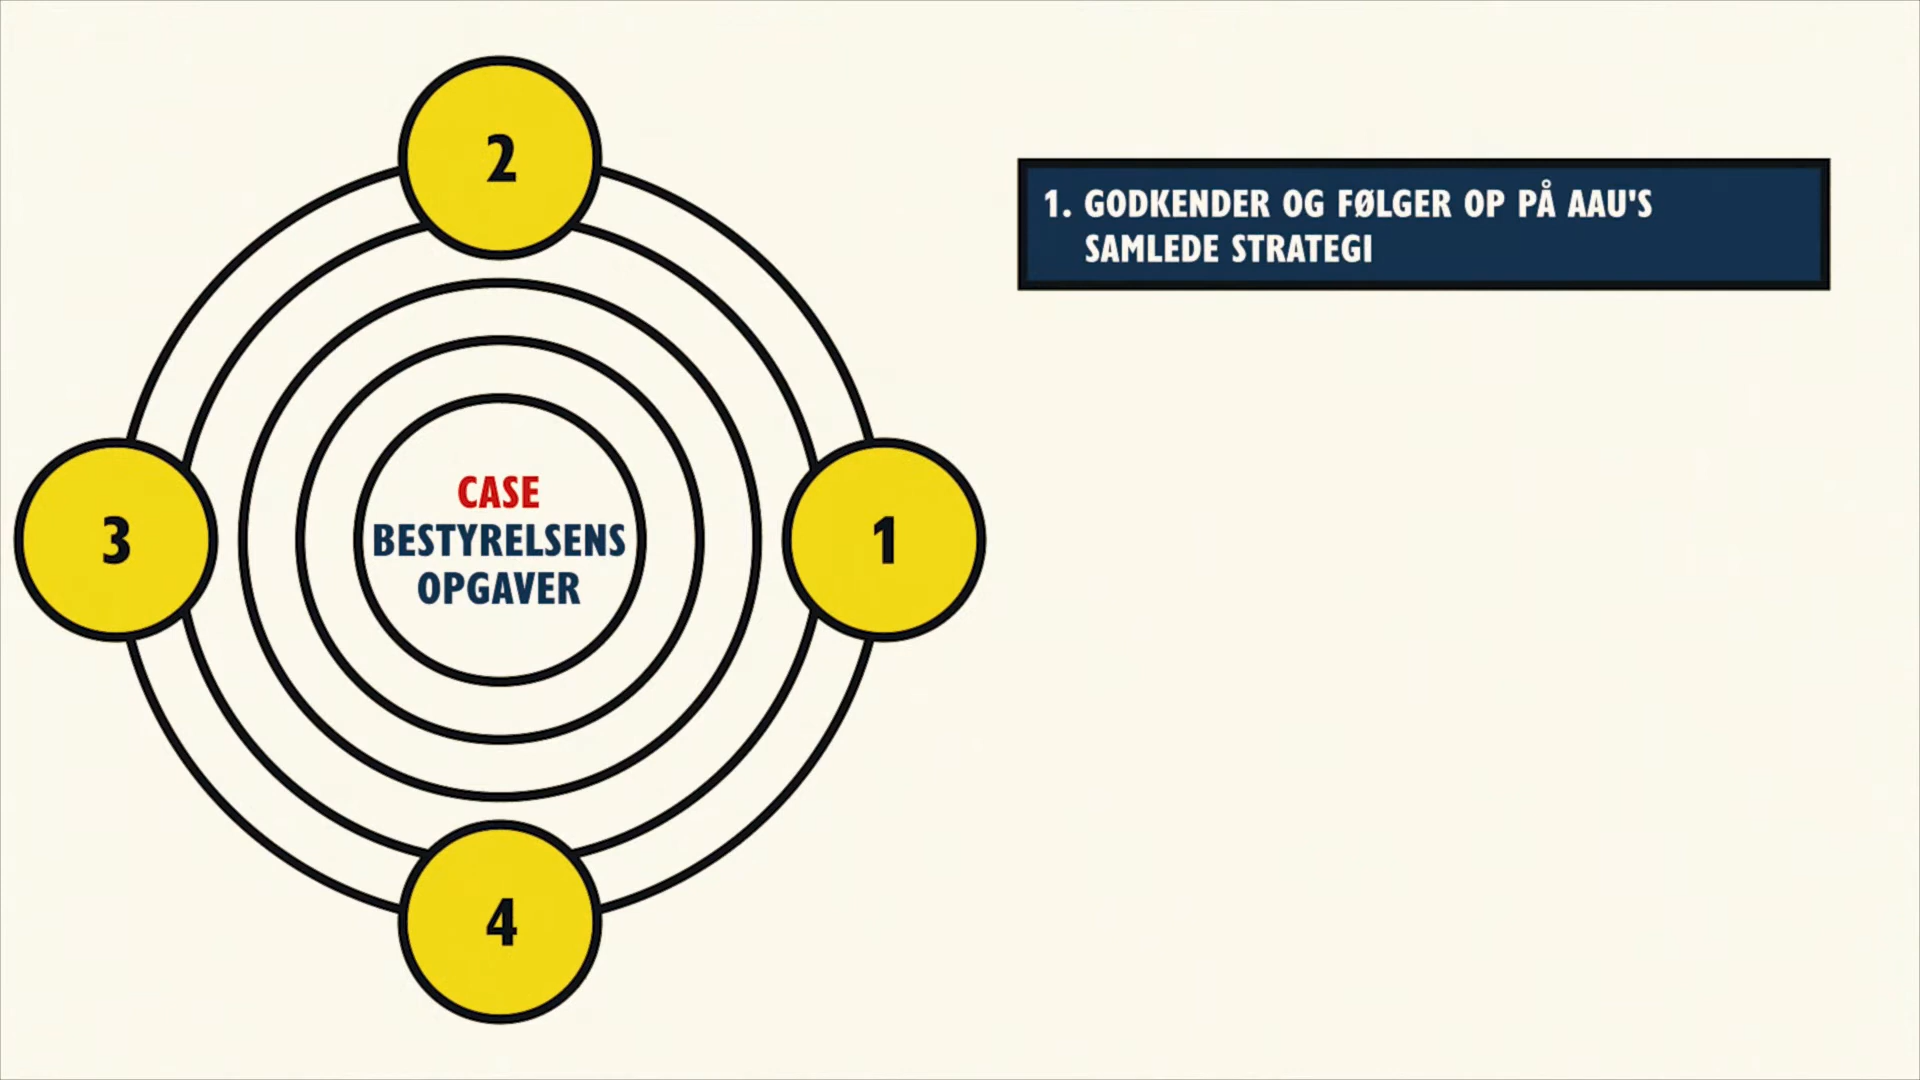 2
1. GODKENDER OG FØLGER OP PÅ AAU'S
SAMLEDE STRATEGI
3
CASE
BESTYRELSENS
OPGAVER
1
4